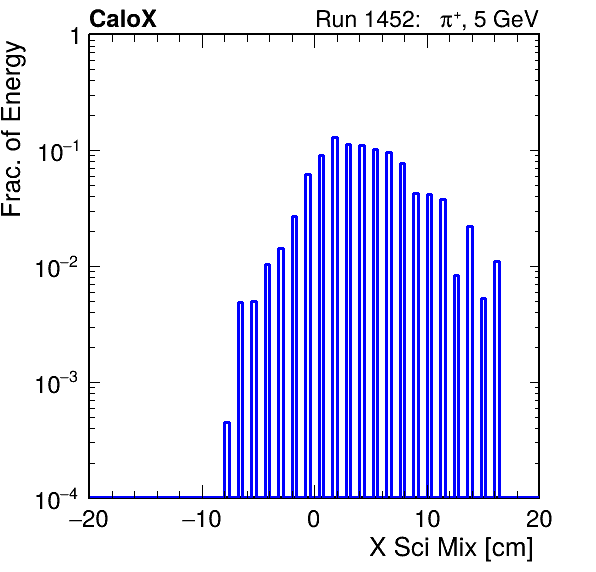 CaloX Run 1452: π⁺, 5 GeV
Frac. of Energy
1
10⁻¹
10⁻²
10⁻³
10⁻⁴
−20 −10 0 10 20
X Sci Mix [cm]